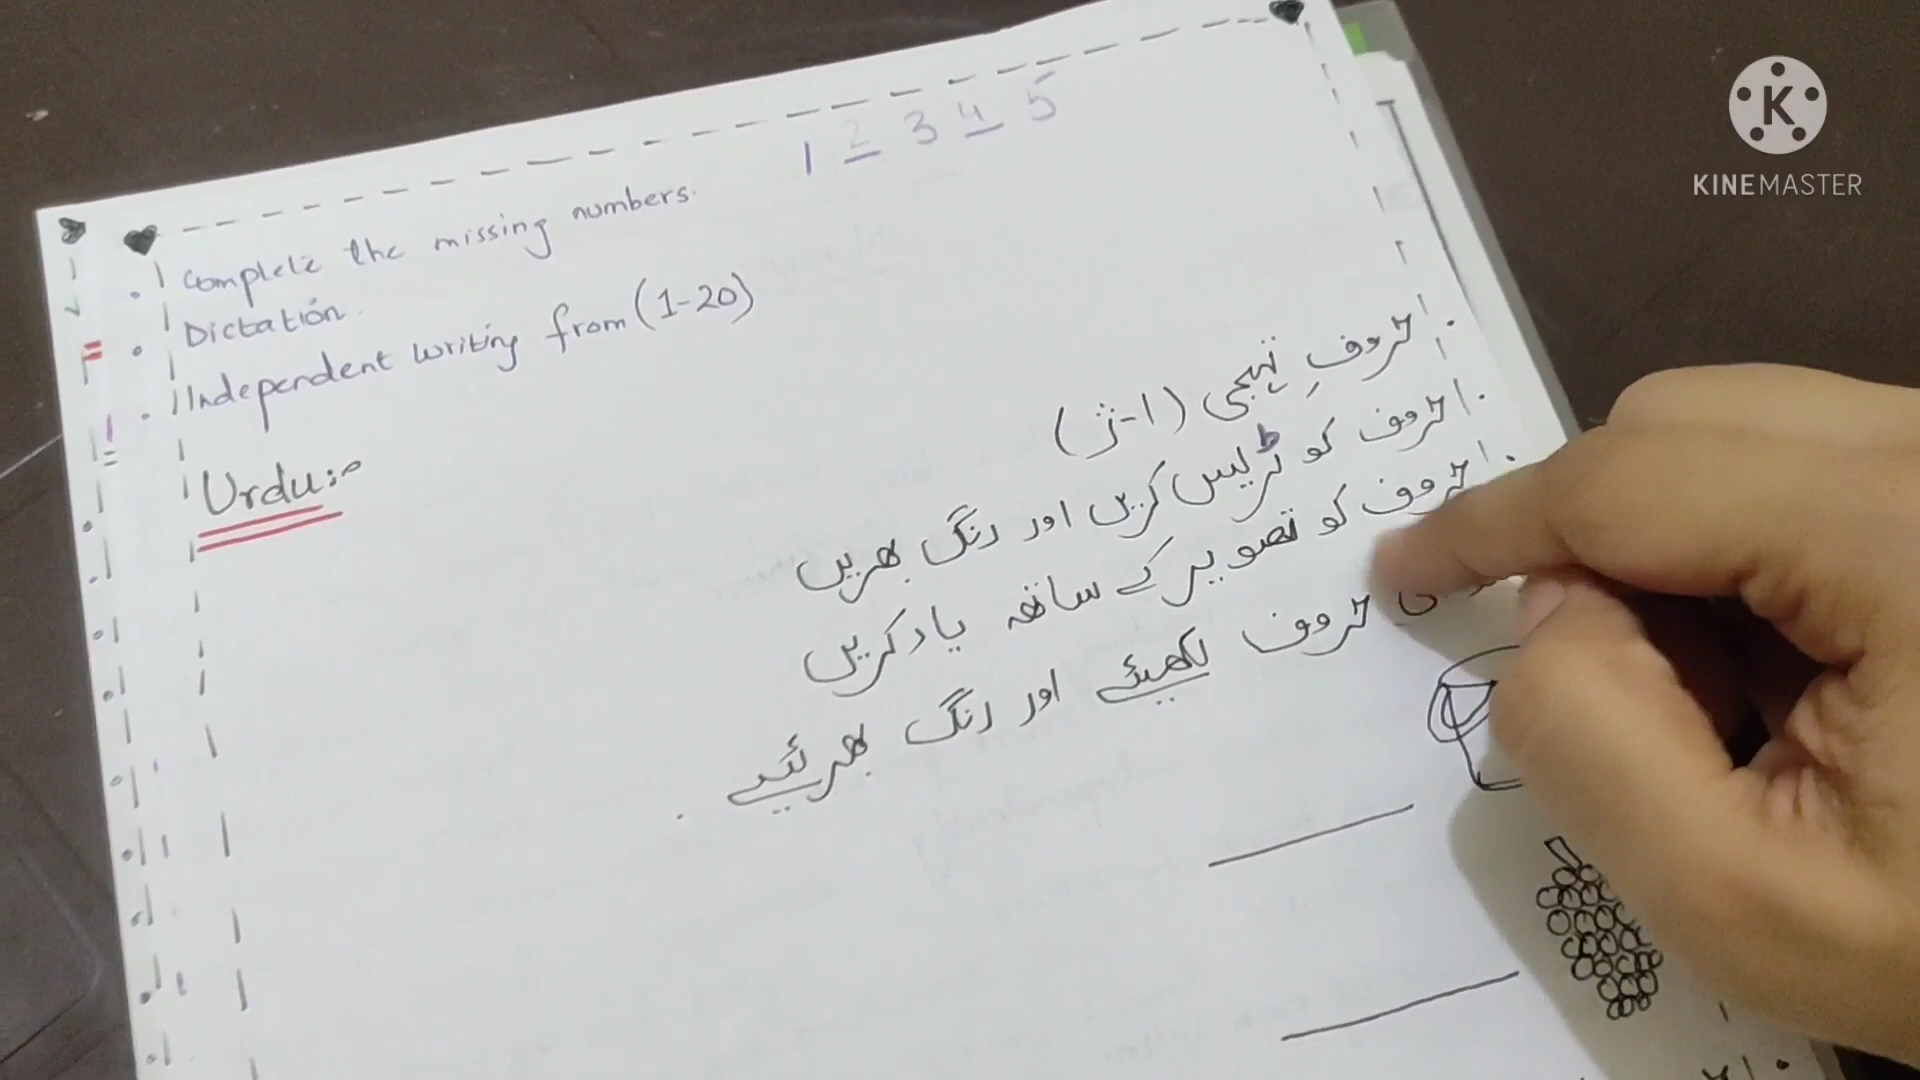 1 2 3 4 5
Complete the missing numbers.
Dictation.
Independent writing from (1-20)
Urdu:-
حروفِ تہجی (ا-ژ)
حروف کو ٹریس کریں اور رنگ بھریں
حروف کو تصویر کے ساتھ یاد کریں
حروف لکھیئے اور رنگ بھرئیے
KINEMASTER